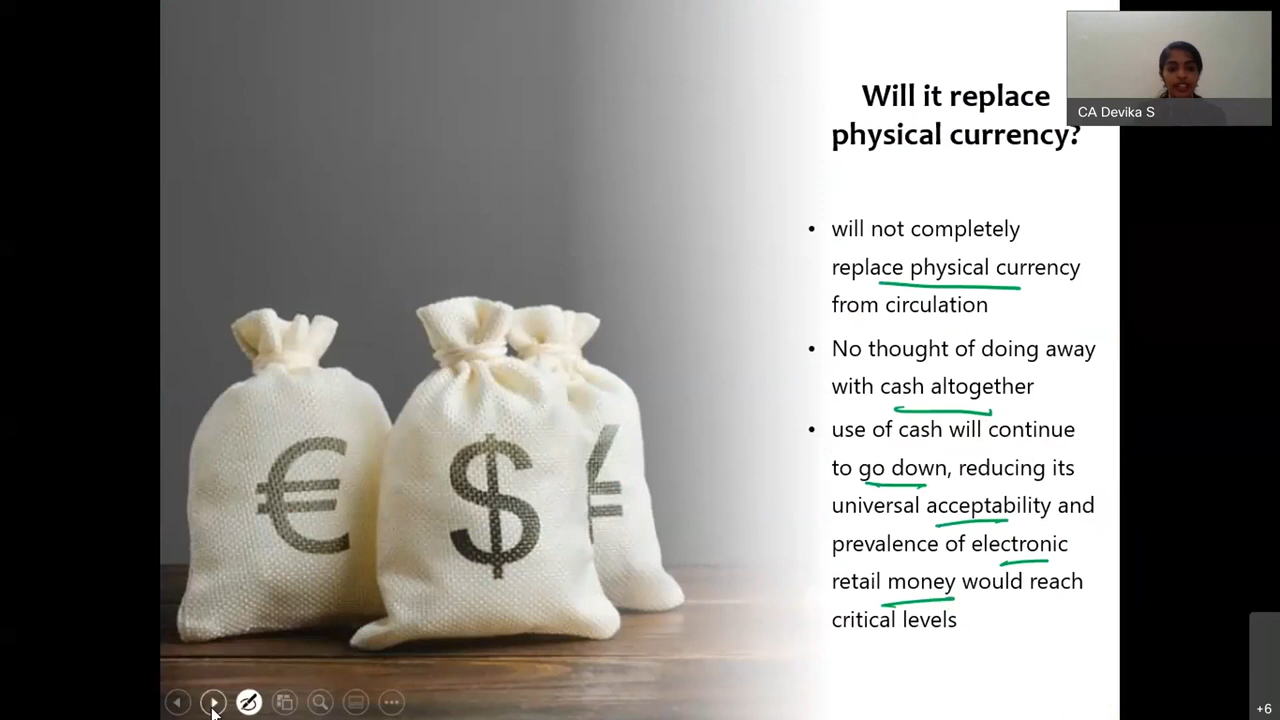 Will it replace
physical currency?
CA Devika S
• will not completely
replace physical currency
from circulation
• No thought of doing away
with cash altogether
• use of cash will continue
to go down, reducing its
universal acceptability and
prevalence of electronic
retail money would reach
critical levels
€
$
¥
+6